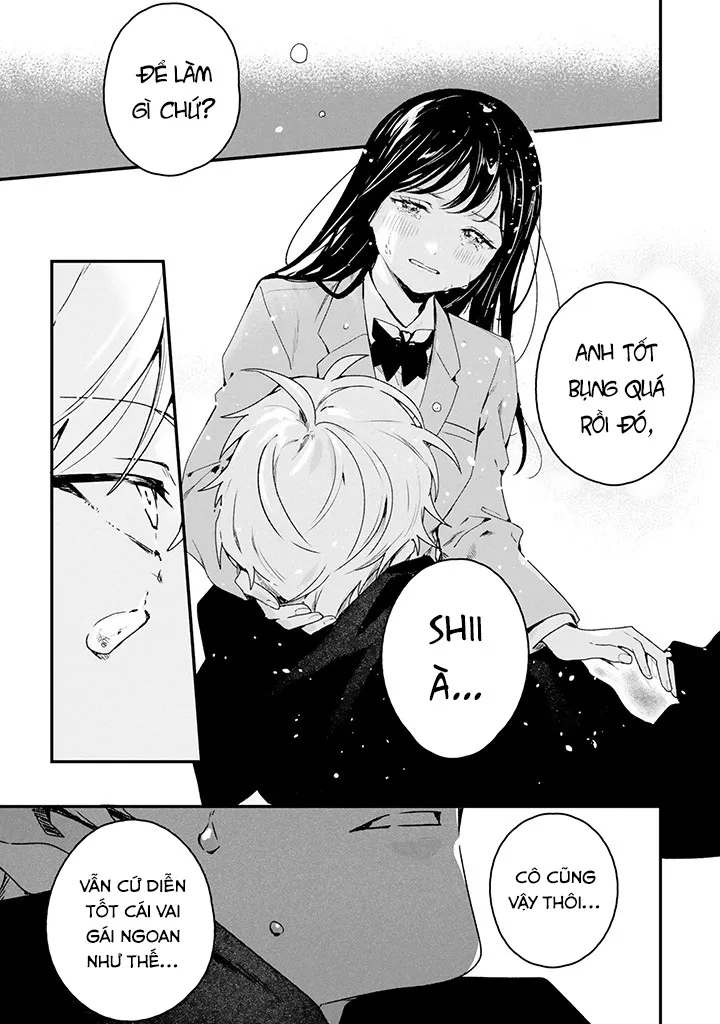 ĐỂ LÀM
GÌ CHỨ?
ANH TỐT
BỤNG QUÁ
RỒI ĐÓ,
SHII
À...
CÔ CŨNG
VẬY THÔI...
VẪN CỨ DIỄN
TỐT CÁI VAI
GÁI NGOAN
NHƯ THẾ...